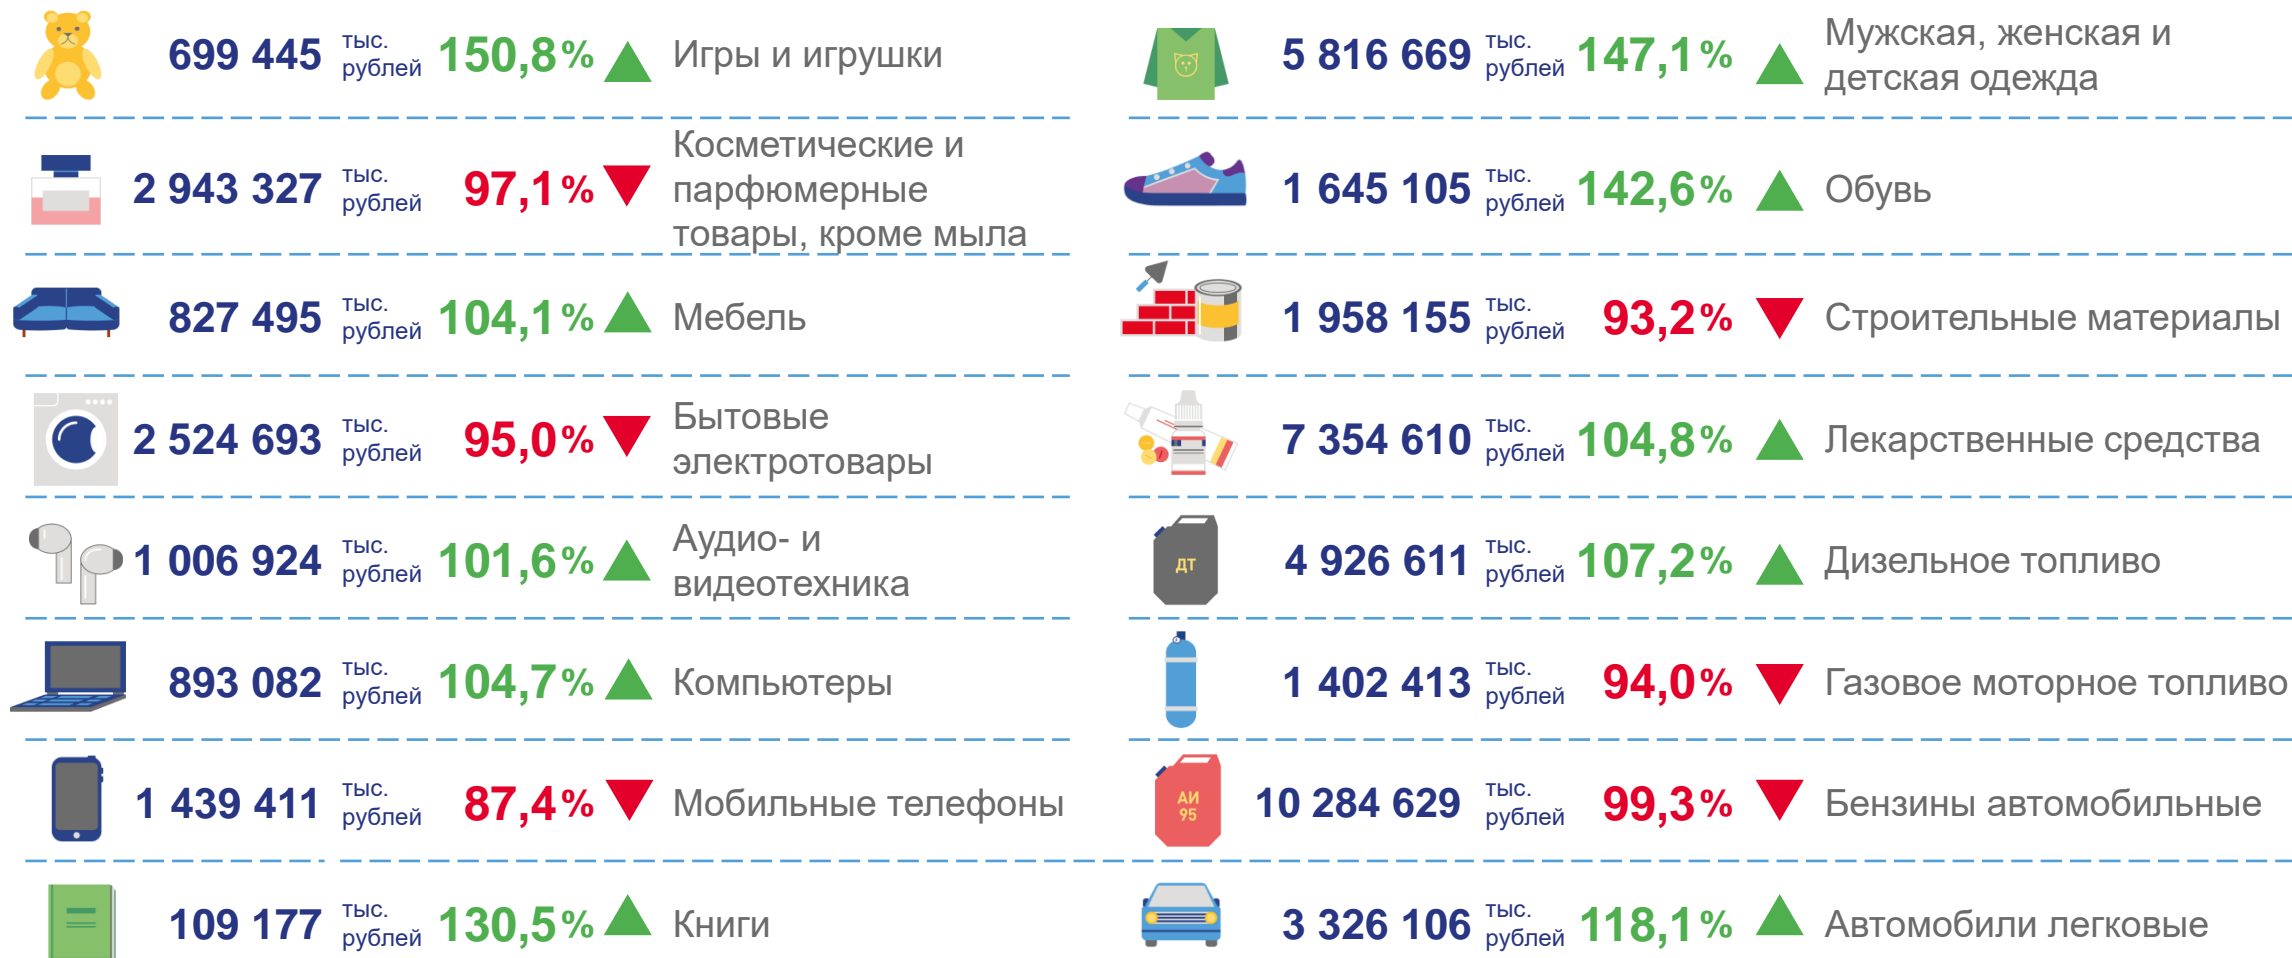 699 445 тыс. рублей 150,8% Игры и игрушки
2 943 327 тыс. рублей 97,1% Косметические и
парфюмерные
товары, кроме мыла
827 495 тыс. рублей 104,1% Мебель
2 524 693 тыс. рублей 95,0% Бытовые
электротовары
1 006 924 тыс. рублей 101,6% Аудио- и
видеотехника
893 082 тыс. рублей 104,7% Компьютеры
1 439 411 тыс. рублей 87,4% Мобильные телефоны
109 177 тыс. рублей 130,5% Книги
5 816 669 тыс. рублей 147,1% Мужская, женская и
детская одежда
1 645 105 тыс. рублей 142,6% Обувь
1 958 155 тыс. рублей 93,2% Строительные материалы
7 354 610 тыс. рублей 104,8% Лекарственные средства
ДТ
4 926 611 тыс. рублей 107,2% Дизельное топливо
1 402 413 тыс. рублей 94,0% Газовое моторное топливо
АИ
95
10 284 629 тыс. рублей 99,3% Бензины автомобильные
3 326 106 тыс. рублей 118,1% Автомобили легковые